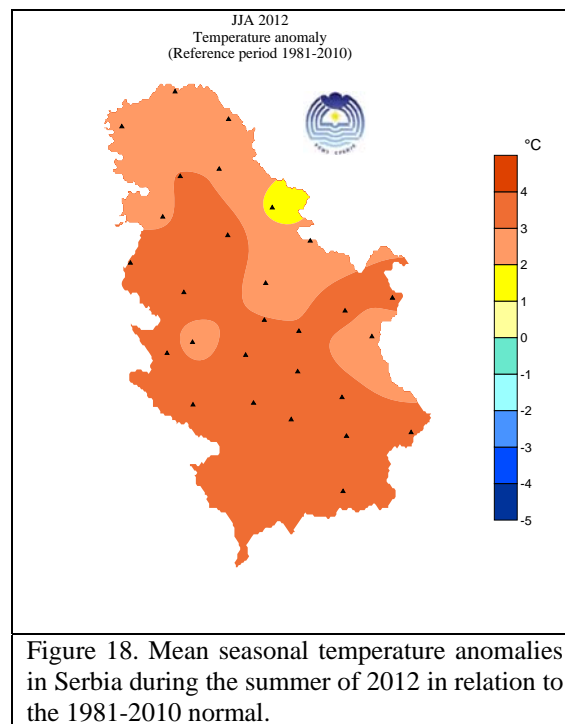 JJA 2012
Temperature anomaly
(Reference period 1981-2010)
°C
4
3
2
1
0
-1
-2
-3
-4
-5
Figure 18. Mean seasonal temperature anomalies
in Serbia during the summer of 2012 in relation to
the 1981-2010 normal.